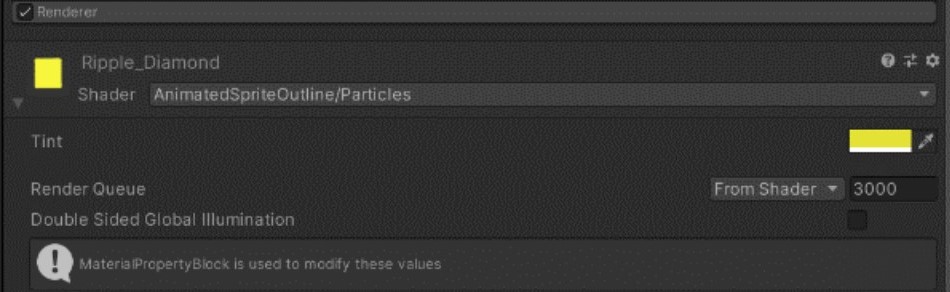 Renderer
Ripple_Diamond
Shader AnimatedSpriteOutline/Particles
Tint
Render Queue From Shader 3000
Double Sided Global Illumination
MaterialPropertyBlock is used to modify these values